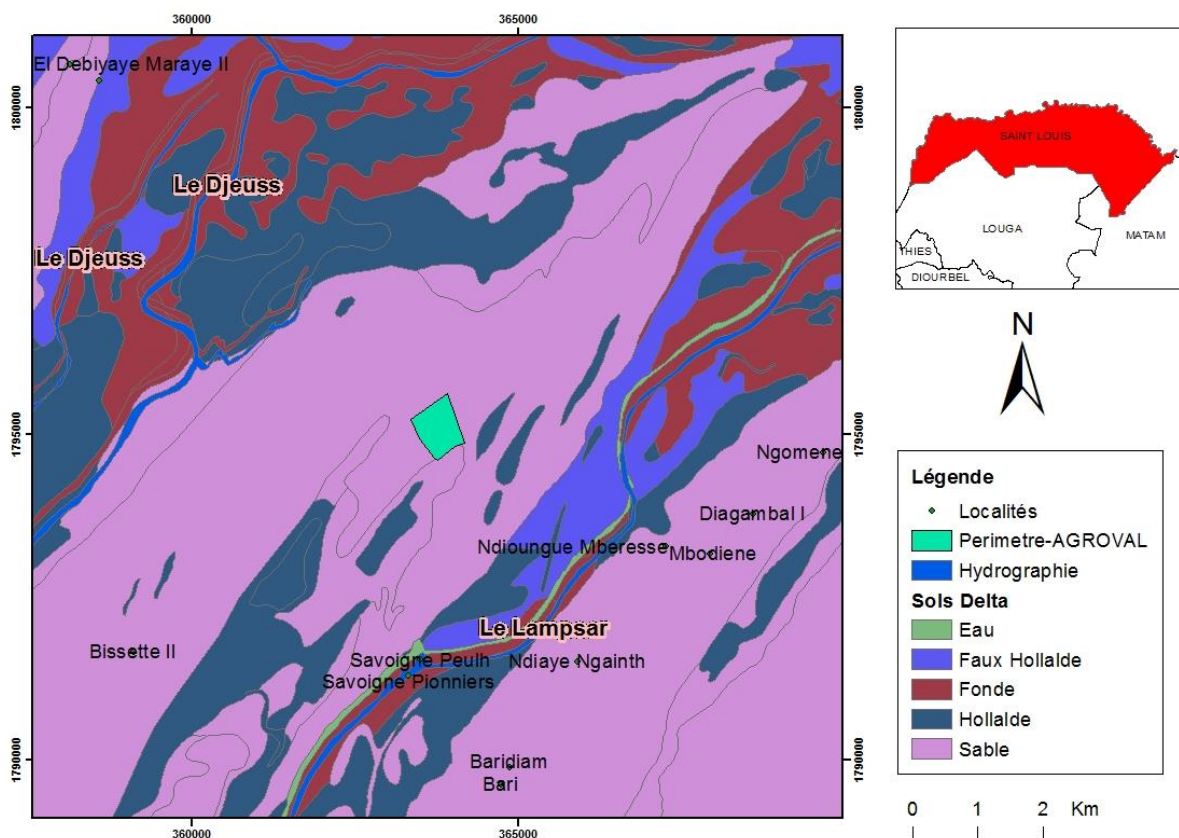 360000
365000
El Debiyaye Maraye II
1800000
1800000
Le Djeuss
Le Djeuss
1795000
1795000
Ngomene
Diagambal I
Ndioungue Mberesse
Mbodiene
Le Lampsar
Bissette II
Savoigne Peulh
Ndiaye Ngainth
Savoigne Pionniers
Baridiam
Bari
1790000
1790000
360000
365000
SAINT LOUIS
LOUGA
MATAM
THIES
DIOURBEL
N
Légende
Localités
Perimetre-AGROVAL
Hydrographie
Sols Delta
Eau
Faux Hollalde
Fonde
Hollalde
Sable
0 1 2 Km